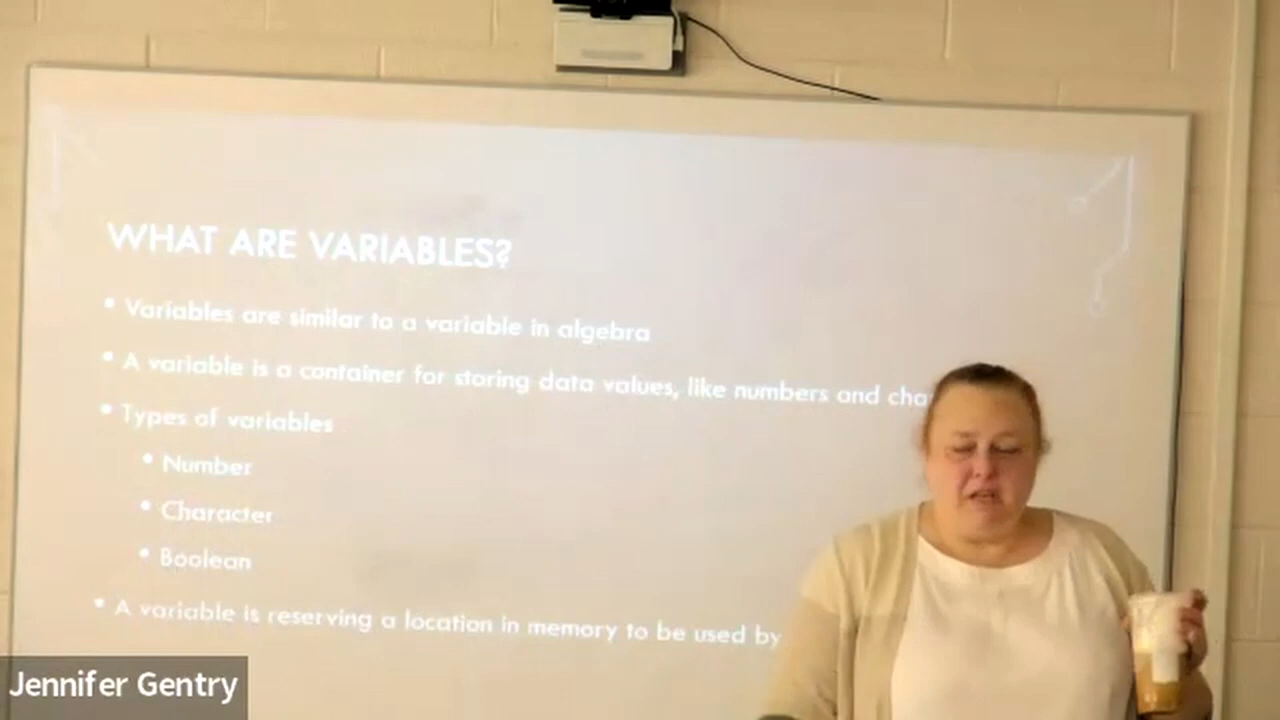 WHAT ARE VARIABLES?
• Variables are similar to a variable in algebra
• A variable is a container for storing data values, like numbers and cha
• Types of variables
• Number
• Character
• Boolean
• A variable is reserving a location in memory to be used by
Jennifer Gentry